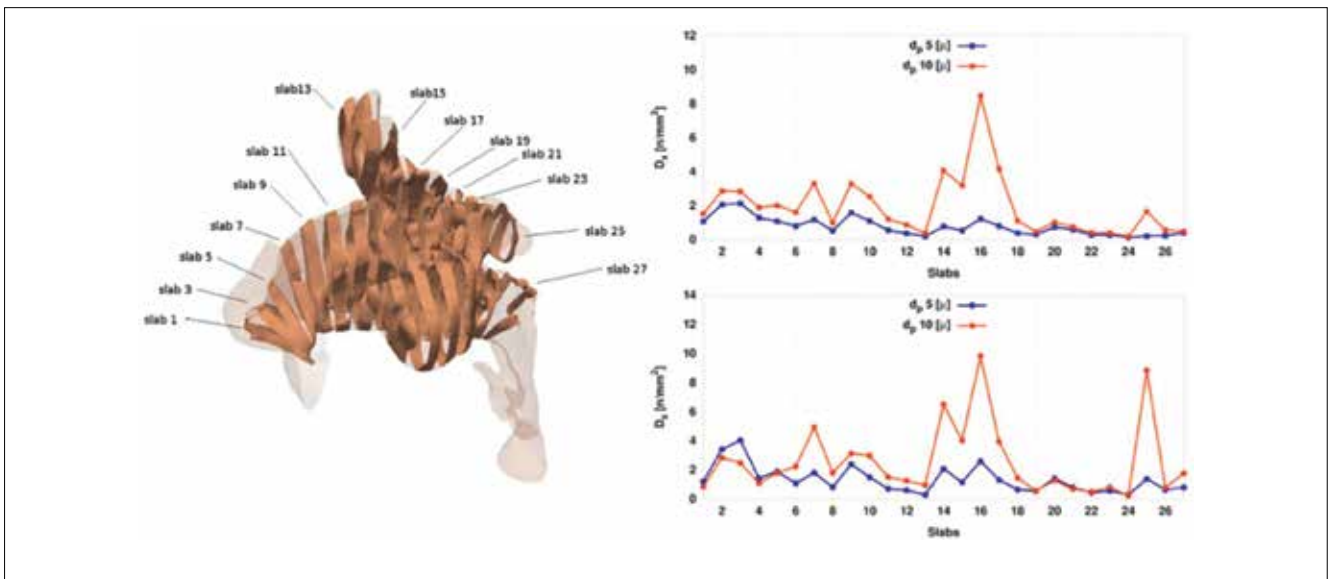 slab13
slab15
slab 17
slab 19
slab 21
slab 23
slab 25
slab 27
slab 11
slab 9
slab 7
slab 5
slab 3
slab 1
12
10
8
6
4
2
0
Dₛ [n/mm²]
dₚ 5 [μ]
dₚ 10 [μ]
2 4 6 8 10 12 14 16 18 20 22 24 26
Slabs
14
12
10
8
6
4
2
0
Dₛ [n/mm²]
dₚ 5 [μ]
dₚ 10 [μ]
2 4 6 8 10 12 14 16 18 20 22 24 26
Slabs